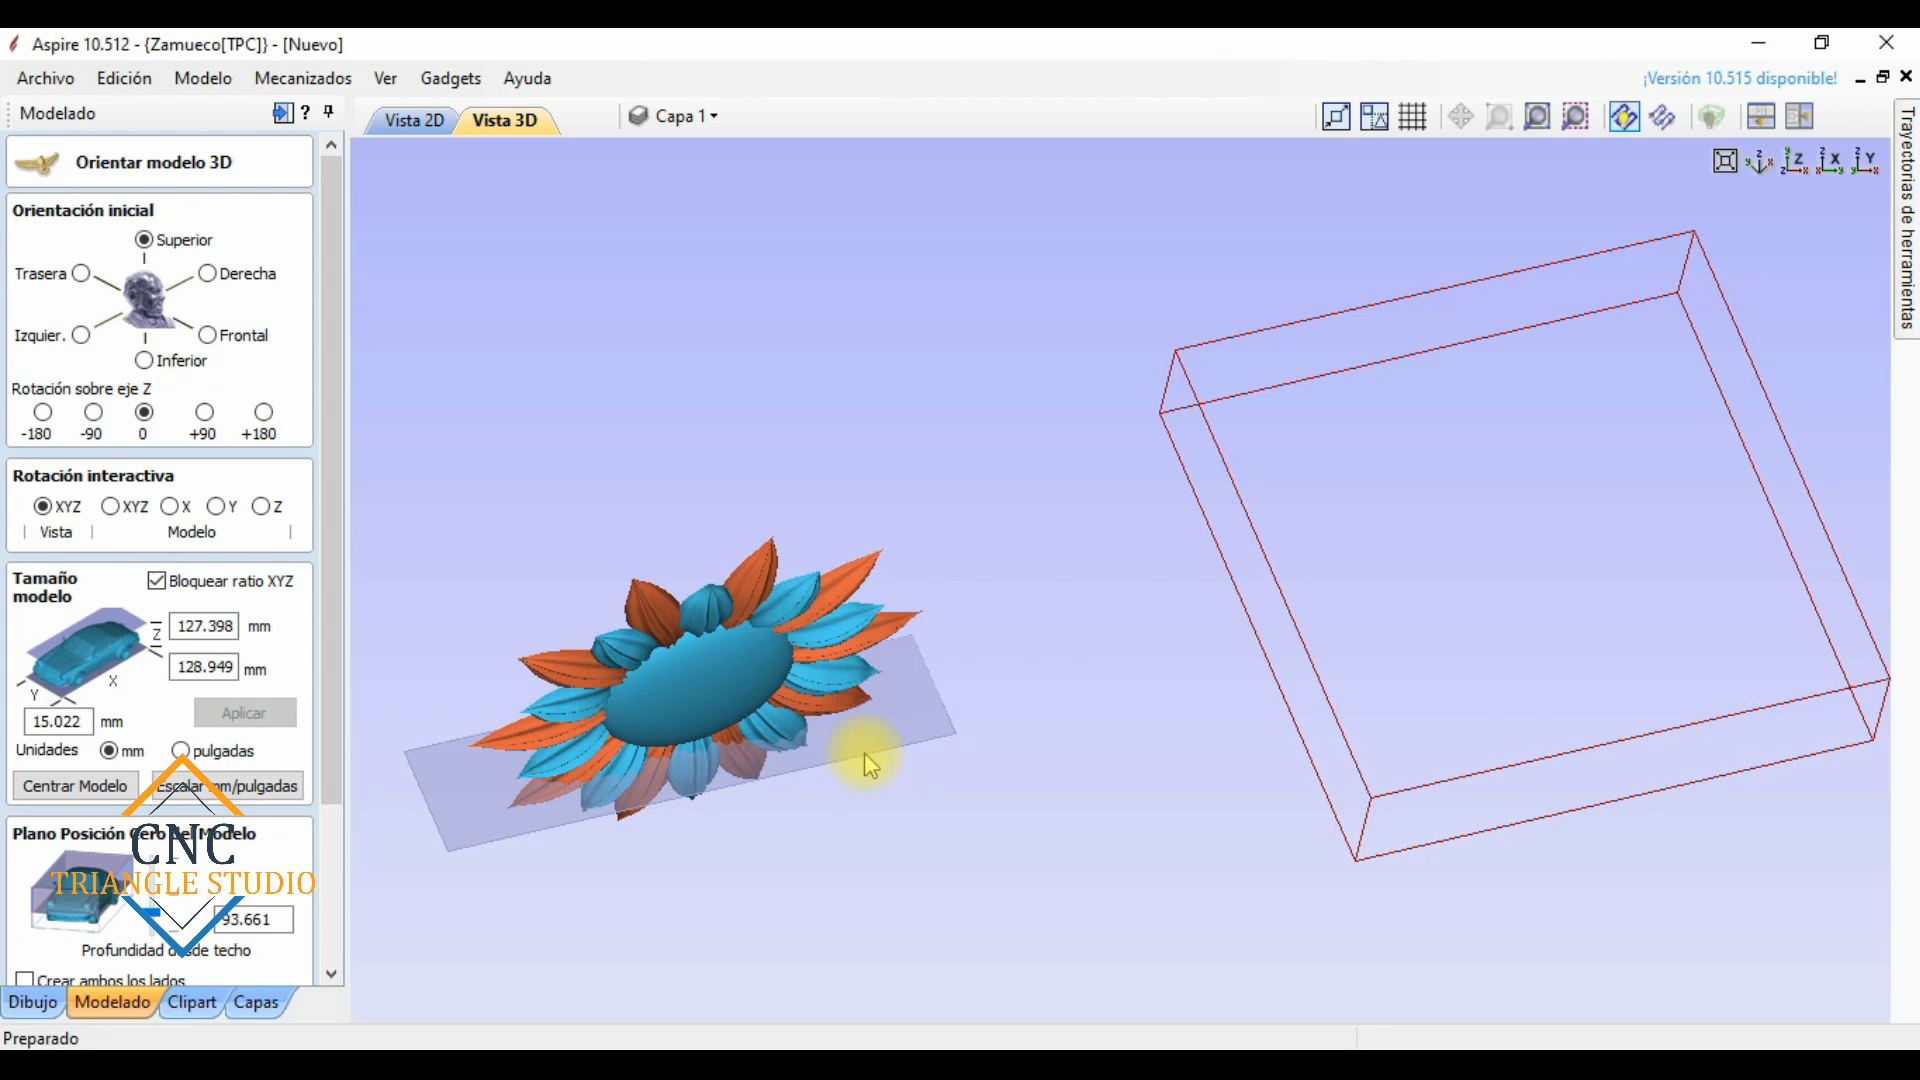 Aspire 10.512 - {Zamueco[TPC]} - [Nuevo]
Archivo Edición Modelo Mecanizados Ver Gadgets Ayuda
¡Versión 10.515 disponible!
Modelado ?
Vista 2D Vista 3D Capa 1
Orientar modelo 3D
z y x
y Z z x
z X x y
z Y y x
Trayectorias de herramientas
Orientación inicial
Superior
Trasera Derecha
Izquier. Frontal
Inferior
Rotación sobre eje Z
-180 -90 0 +90 +180
Rotación interactiva
XYZ XYZ X Y Z
Vista Modelo
Tamaño modelo
Bloquear ratio XYZ
Z 127.398 mm
128.949 mm
Y X
15.022 mm
Aplicar
Unidades mm pulgadas
Centrar Modelo Escalar mm/pulgadas
Plano Posición Cero del Modelo
CNC
TRIANGLE STUDIO
93.661
Profundidad desde techo
Crear ambos los lados
Dibujo Modelado Clipart Capas
Preparado